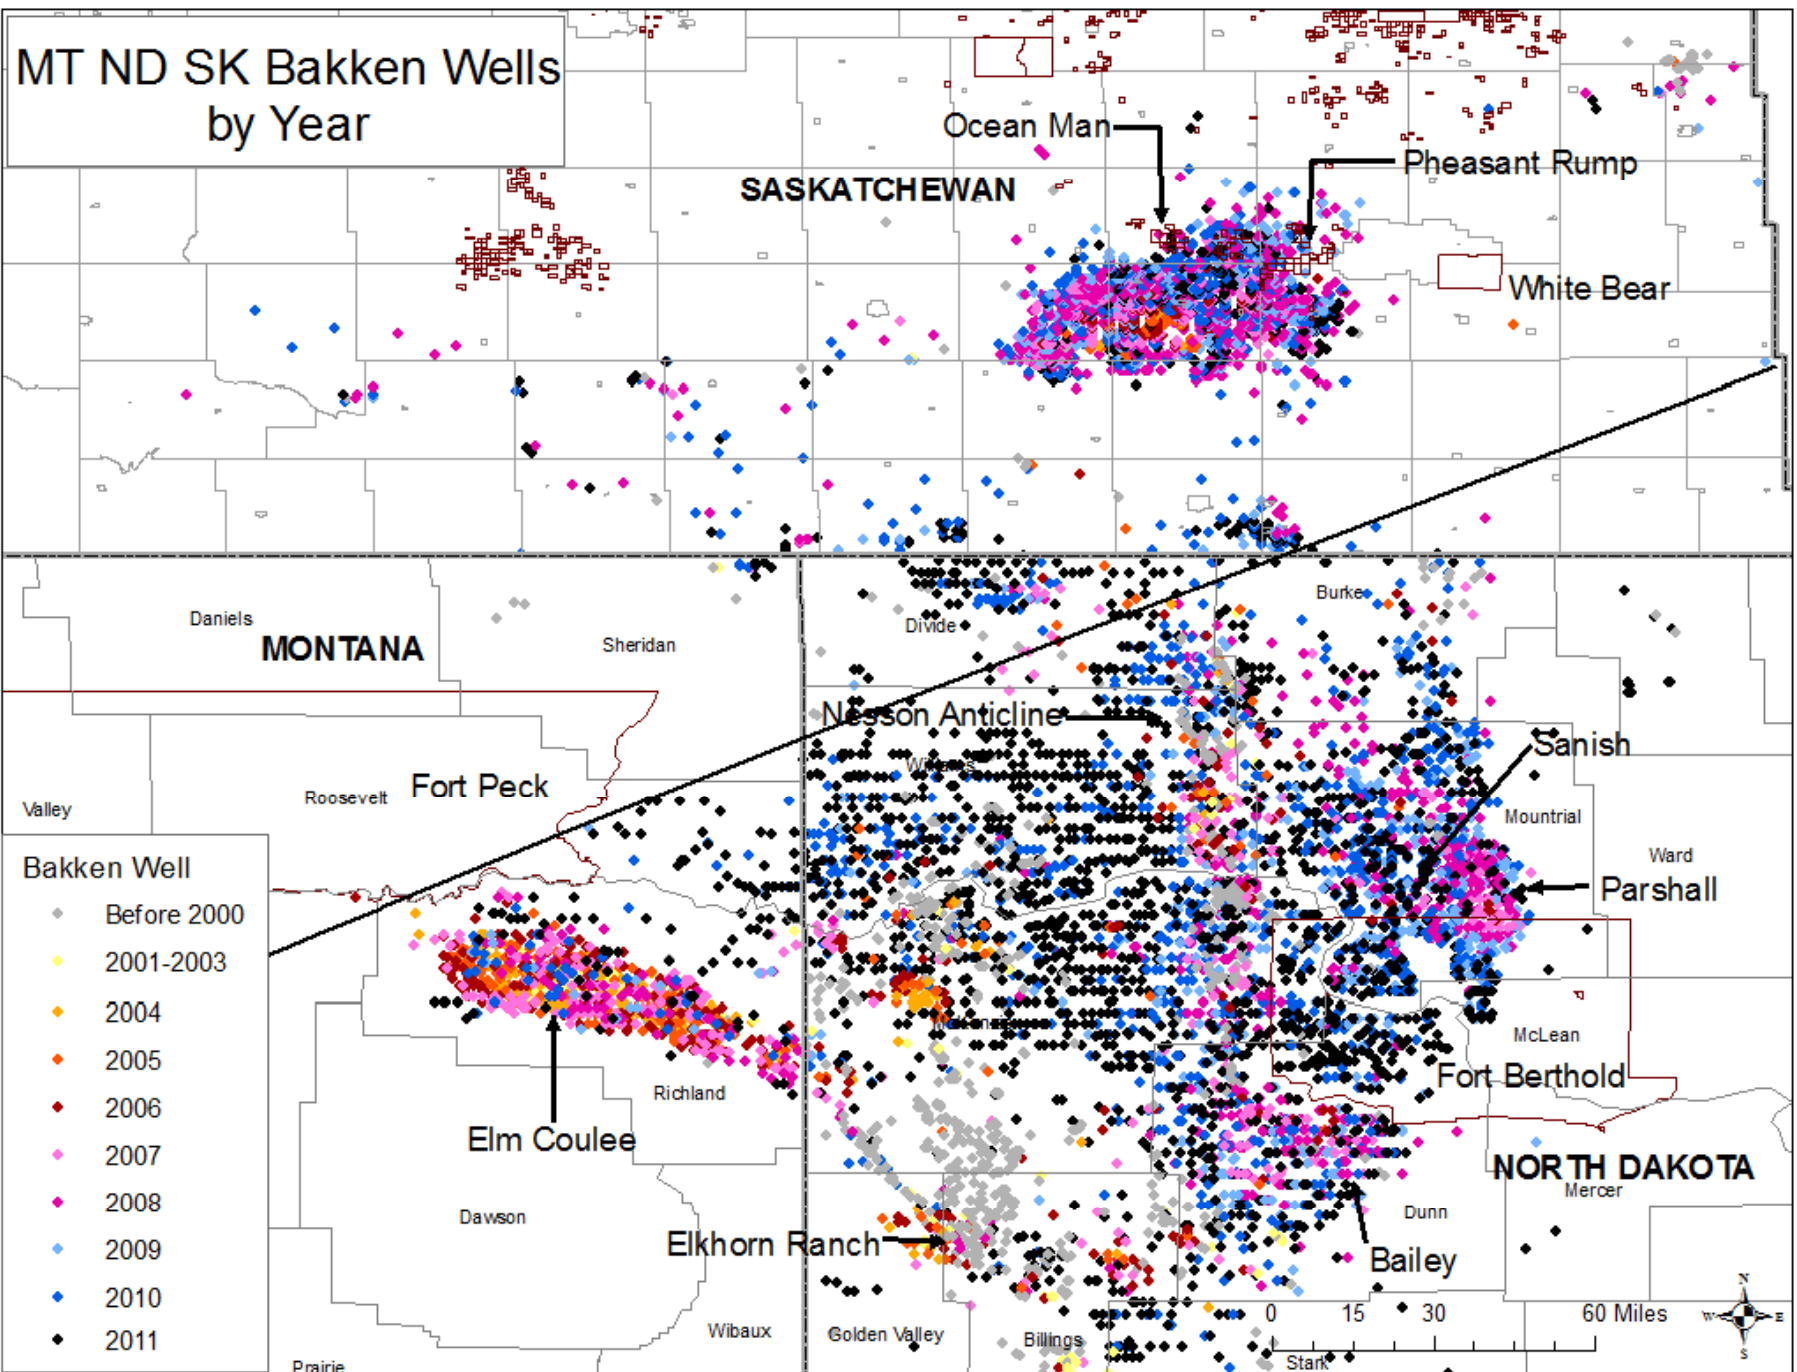 MT ND SK Bakken Wells
by Year
Ocean Man
Pheasant Rump
SASKATCHEWAN
White Bear
Daniels
MONTANA
Sheridan
Divide
Burke
Nesson Anticline
Sanish
Williams
Fort Peck
Roosevelt
Valley
Mountrial
Ward
Parshall
Bakken Well
Before 2000
2001-2003
2004
2005
2006
2007
2008
2009
2010
2011
McKenzie
McLean
Fort Berthold
Richland
Elm Coulee
NORTH DAKOTA
Mercer
Dawson
Dunn
Elkhorn Ranch
Bailey
0 15 30 60 Miles
N
W E
S
Wibaux
Golden Valley
Billings
Stark
Prairie